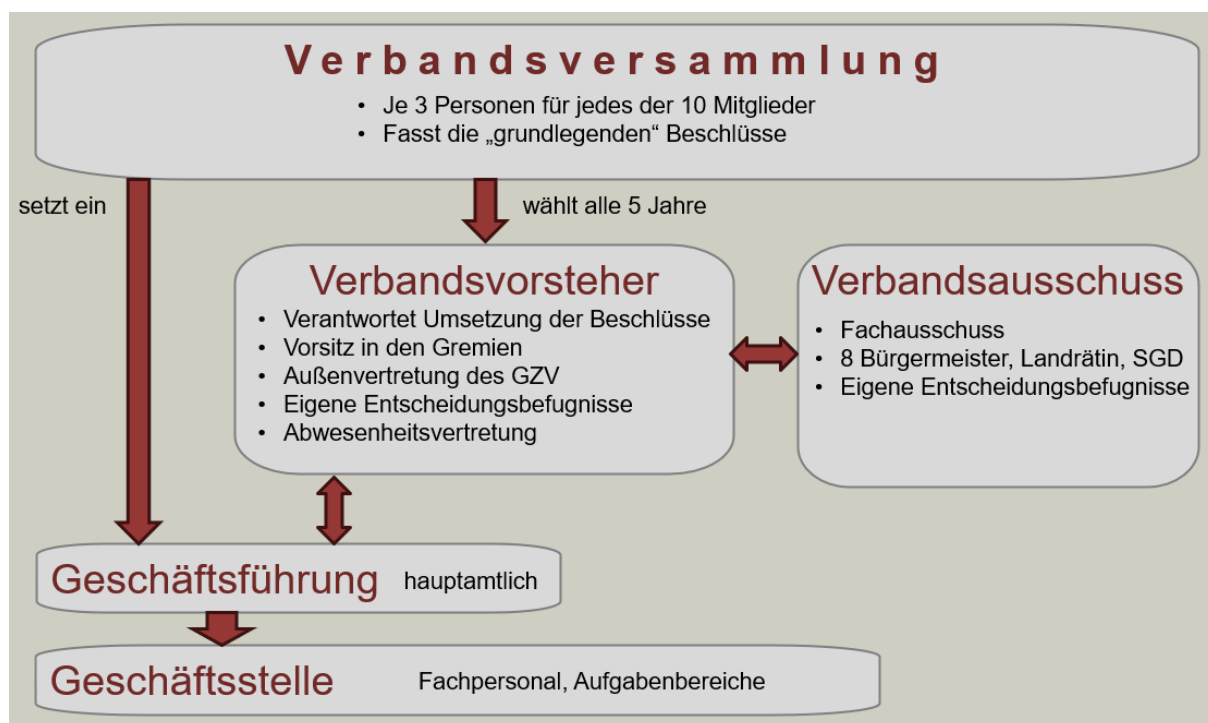 Verbandsversammlung
• Je 3 Personen für jedes der 10 Mitglieder
• Fasst die „grundlegenden“ Beschlüsse
setzt ein
wählt alle 5 Jahre
Verbandsvorsteher
• Verantwortet Umsetzung der Beschlüsse
• Vorsitz in den Gremien
• Außenvertretung des GZV
• Eigene Entscheidungsbefugnisse
• Abwesenheitsvertretung
Verbandsausschuss
• Fachausschuss
• 8 Bürgermeister, Landrätin, SGD
• Eigene Entscheidungsbefugnisse
Geschäftsführung hauptamtlich
Geschäftsstelle Fachpersonal, Aufgabenbereiche